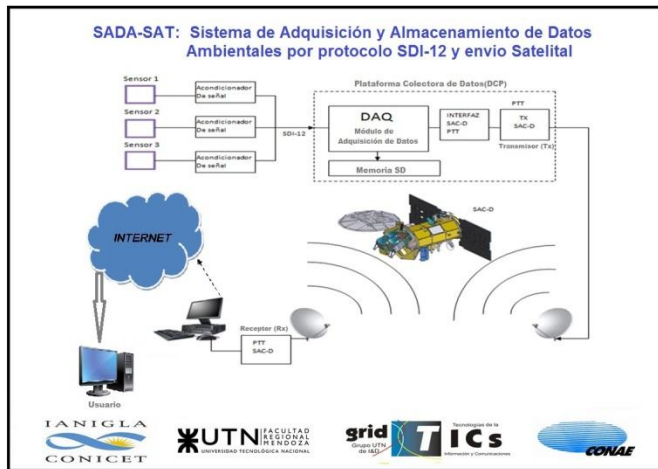 SADA-SAT: Sistema de Adquisición y Almacenamiento de Datos
Ambientales por protocolo SDI-12 y envio Satelital
Plataforma Colectora de Datos(DCP)
Sensor 1
Acondicionador
De señal
Sensor 2
Acondicionador
De señal
Sensor 3
Acondicionador
De señal
SDI-12
DAQ
Módulo de
Adquisición de Datos
Memoria SD
INTERFAZ
SAC-D
PTT
PTT
TX
SAC-D
Transmisor (Tx)
SAC-D
INTERNET
Receptor (Rx)
PTT
SAC-D
Usuario
IANIGLA
CONICET
UTN
FACULTAD
REGIONAL
MENDOZA
UNIVERSIDAD TECNOLÓGICA NACIONAL
grid
Grupo UTN
de I&D
Tecnologías de la
TICs
Información y Comunicaciones
CONAE